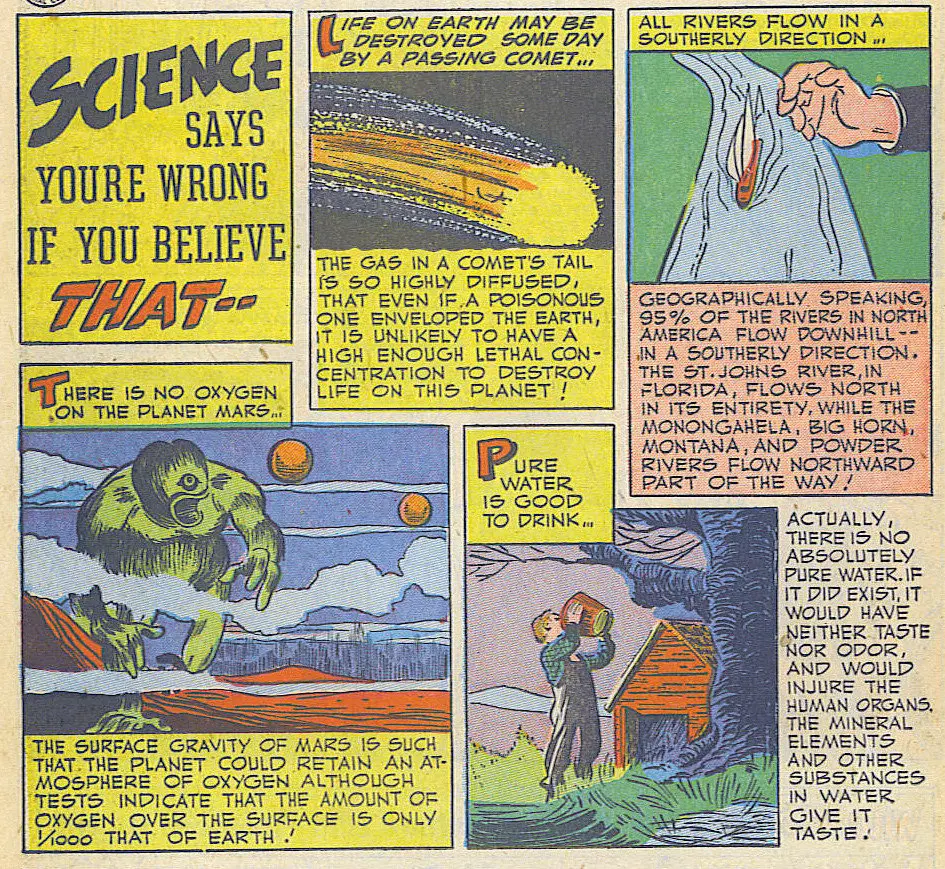 SCIENCE
SAYS
YOURE WRONG
IF YOU BELIEVE
THAT--
LIFE ON EARTH MAY BE
DESTROYED SOME DAY
BY A PASSING COMET...
THE GAS IN A COMET'S TAIL
IS SO HIGHLY DIFFUSED,
THAT EVEN IF A POISONOUS
ONE ENVELOPED THE EARTH,
IT IS UNLIKELY TO HAVE A
HIGH ENOUGH LETHAL CON-
CENTRATION TO DESTROY
LIFE ON THIS PLANET!
ALL RIVERS FLOW IN A
SOUTHERLY DIRECTION...
GEOGRAPHICALLY SPEAKING,
95% OF THE RIVERS IN NORTH
AMERICA FLOW DOWNHILL--
IN A SOUTHERLY DIRECTION.
THE ST. JOHNS RIVER, IN
FLORIDA, FLOWS NORTH
IN ITS ENTIRETY, WHILE THE
MONONGAHELA, BIG HORN,
MONTANA, AND POWDER
RIVERS FLOW NORTHWARD
PART OF THE WAY!
THERE IS NO OXYGEN
ON THE PLANET MARS...
THE SURFACE GRAVITY OF MARS IS SUCH
THAT THE PLANET COULD RETAIN AN AT-
MOSPHERE OF OXYGEN ALTHOUGH
TESTS INDICATE THAT THE AMOUNT OF
OXYGEN OVER THE SURFACE IS ONLY
1/1000 THAT OF EARTH!
PURE
WATER
IS GOOD
TO DRINK...
ACTUALLY,
THERE IS NO
ABSOLUTELY
PURE WATER. IF
IT DID EXIST, IT
WOULD HAVE
NEITHER TASTE
NOR ODOR,
AND WOULD
INJURE THE
HUMAN ORGANS.
THE MINERAL
ELEMENTS
AND OTHER
SUBSTANCES
IN WATER
GIVE IT
TASTE!